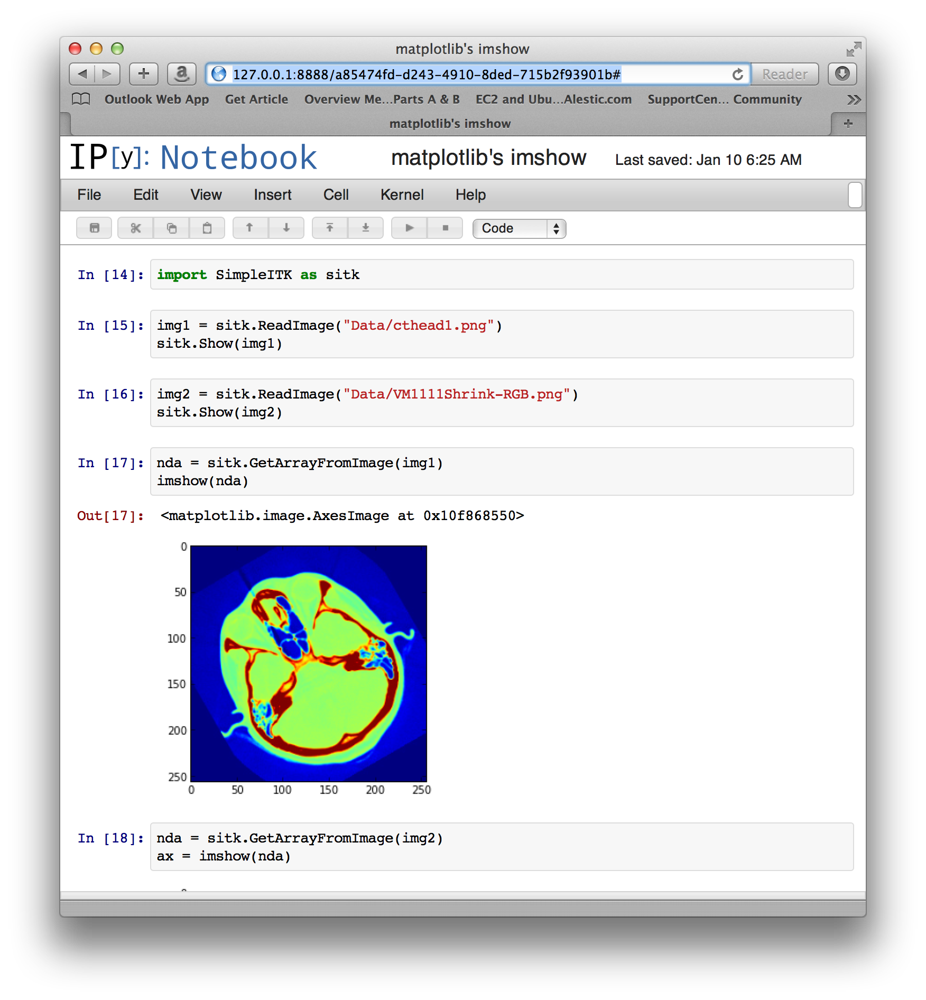 matplotlib's imshow
a 127.0.0.1:8888/a85474fd-d243-4910-8ded-715b2f93901b# Reader
Outlook Web App Get Article Overview Me...Parts A & B EC2 and Ubu...Alestic.com SupportCen... Community
matplotlib's imshow
IP[y]: Notebook matplotlib's imshow Last saved: Jan 10 6:25 AM
File Edit View Insert Cell Kernel Help
Code
In [14]: import SimpleITK as sitk
In [15]: img1 = sitk.ReadImage("Data/cthead1.png")
sitk.Show(img1)
In [16]: img2 = sitk.ReadImage("Data/VM1111Shrink-RGB.png")
sitk.Show(img2)
In [17]: nda = sitk.GetArrayFromImage(img1)
imshow(nda)
Out[17]: <matplotlib.image.AxesImage at 0x10f868550>
0
50
100
150
200
250
0 50 100 150 200 250
In [18]: nda = sitk.GetArrayFromImage(img2)
ax = imshow(nda)